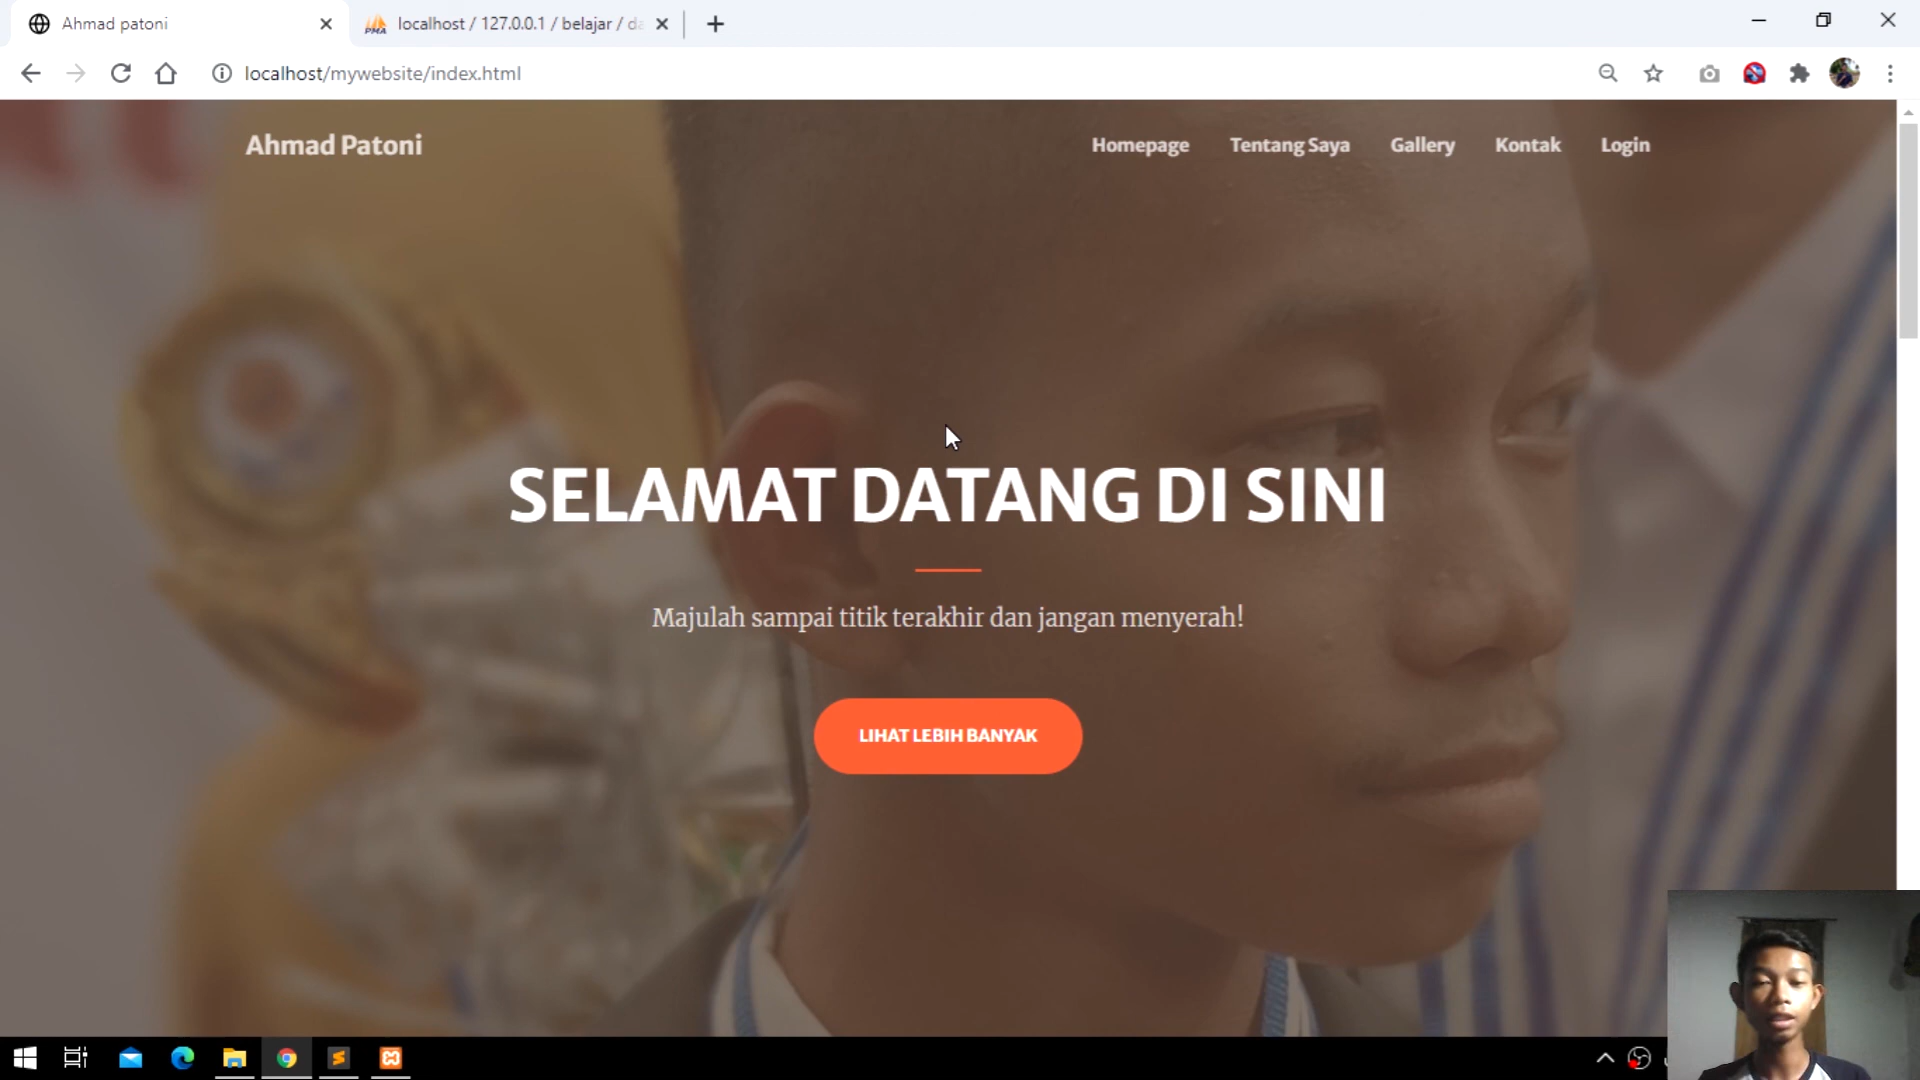 Ahmad patoni
localhost / 127.0.0.1 / belajar / da
localhost/mywebsite/index.html
Ahmad Patoni
Homepage
Tentang Saya
Gallery
Kontak
Login
SELAMAT DATANG DI SINI
Majulah sampai titik terakhir dan jangan menyerah!
LIHAT LEBIH BANYAK